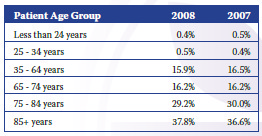 Patient Age Group 2008 2007
Less than 24 years 0.4% 0.5%
25 - 34 years 0.5% 0.4%
35 - 64 years 15.9% 16.5%
65 - 74 years 16.2% 16.2%
75 - 84 years 29.2% 30.0%
85+ years 37.8% 36.6%